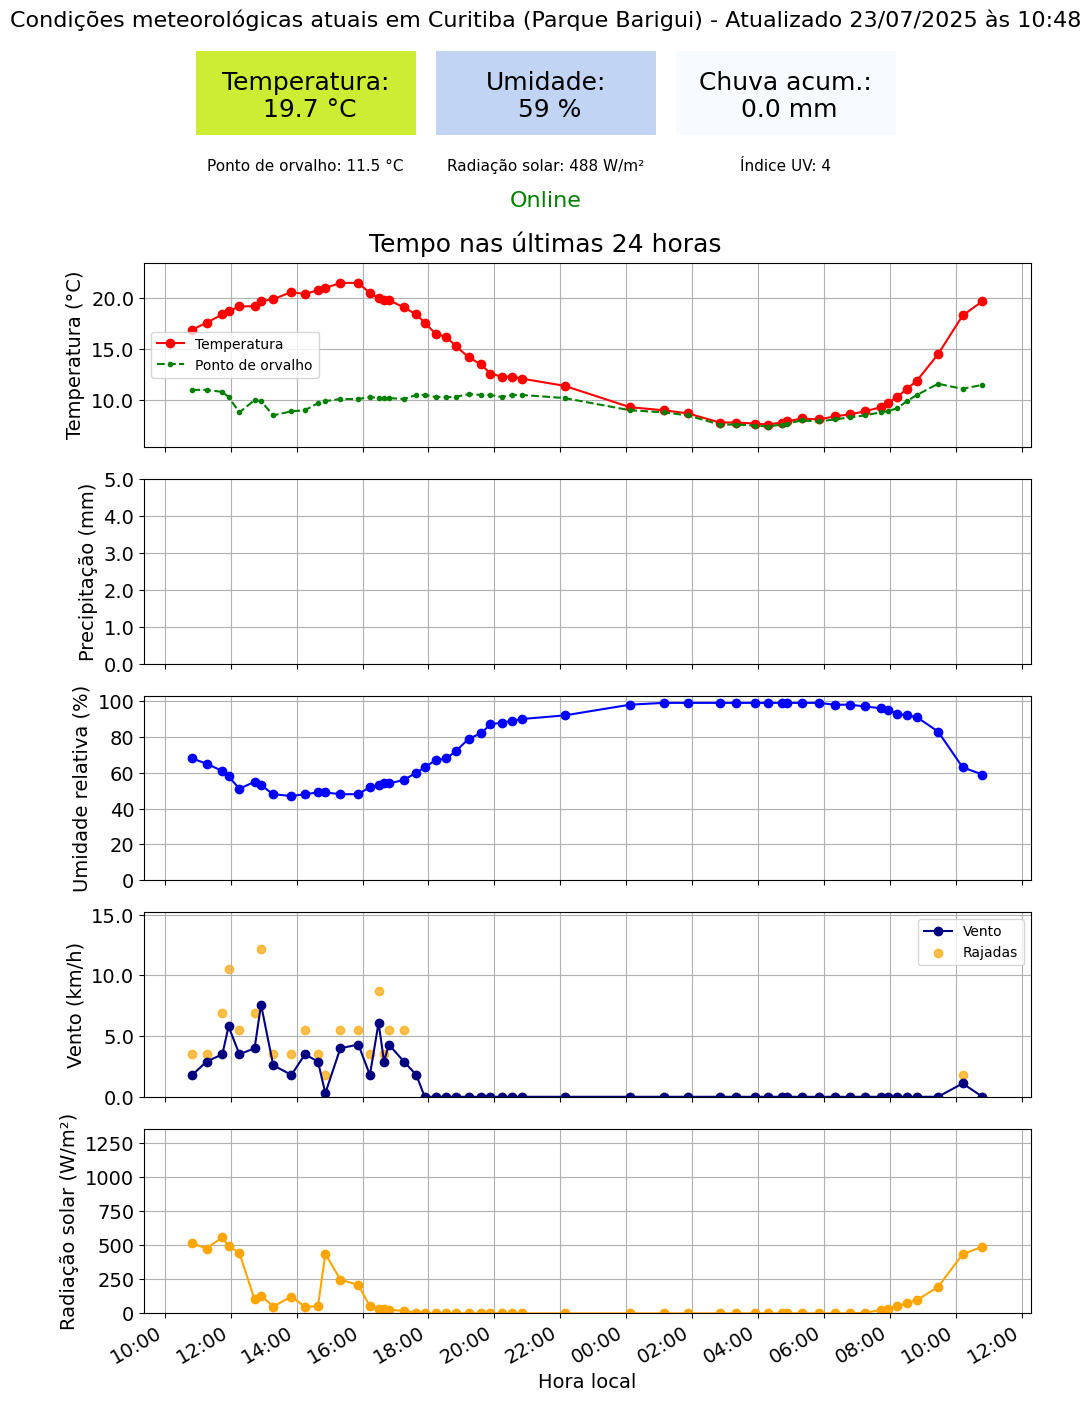 Condições meteorológicas atuais em Curitiba (Parque Barigui) - Atualizado 23/07/2025 às 10:48
Temperatura:
19.7 °C
Umidade:
59 %
Chuva acum.:
0.0 mm
Ponto de orvalho: 11.5 °C
Radiação solar: 488 W/m²
Índice UV: 4
Online
Tempo nas últimas 24 horas
Temperatura (°C)
20.0
15.0
10.0
Temperatura
Ponto de orvalho
Precipitação (mm)
5.0
4.0
3.0
2.0
1.0
0.0
Umidade relativa (%)
100
80
60
40
20
0
Vento (km/h)
15.0
10.0
5.0
0.0
Vento
Rajadas
Radiação solar (W/m²)
1250
1000
750
500
250
0
10:00
12:00
14:00
16:00
18:00
20:00
22:00
00:00
02:00
04:00
06:00
08:00
10:00
12:00
Hora local